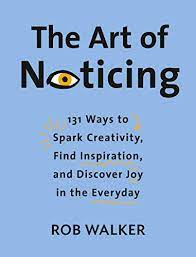 The Art of
Noticing
131 Ways to
Spark Creativity,
Find Inspiration,
and Discover Joy
in the Everyday
ROB WALKER